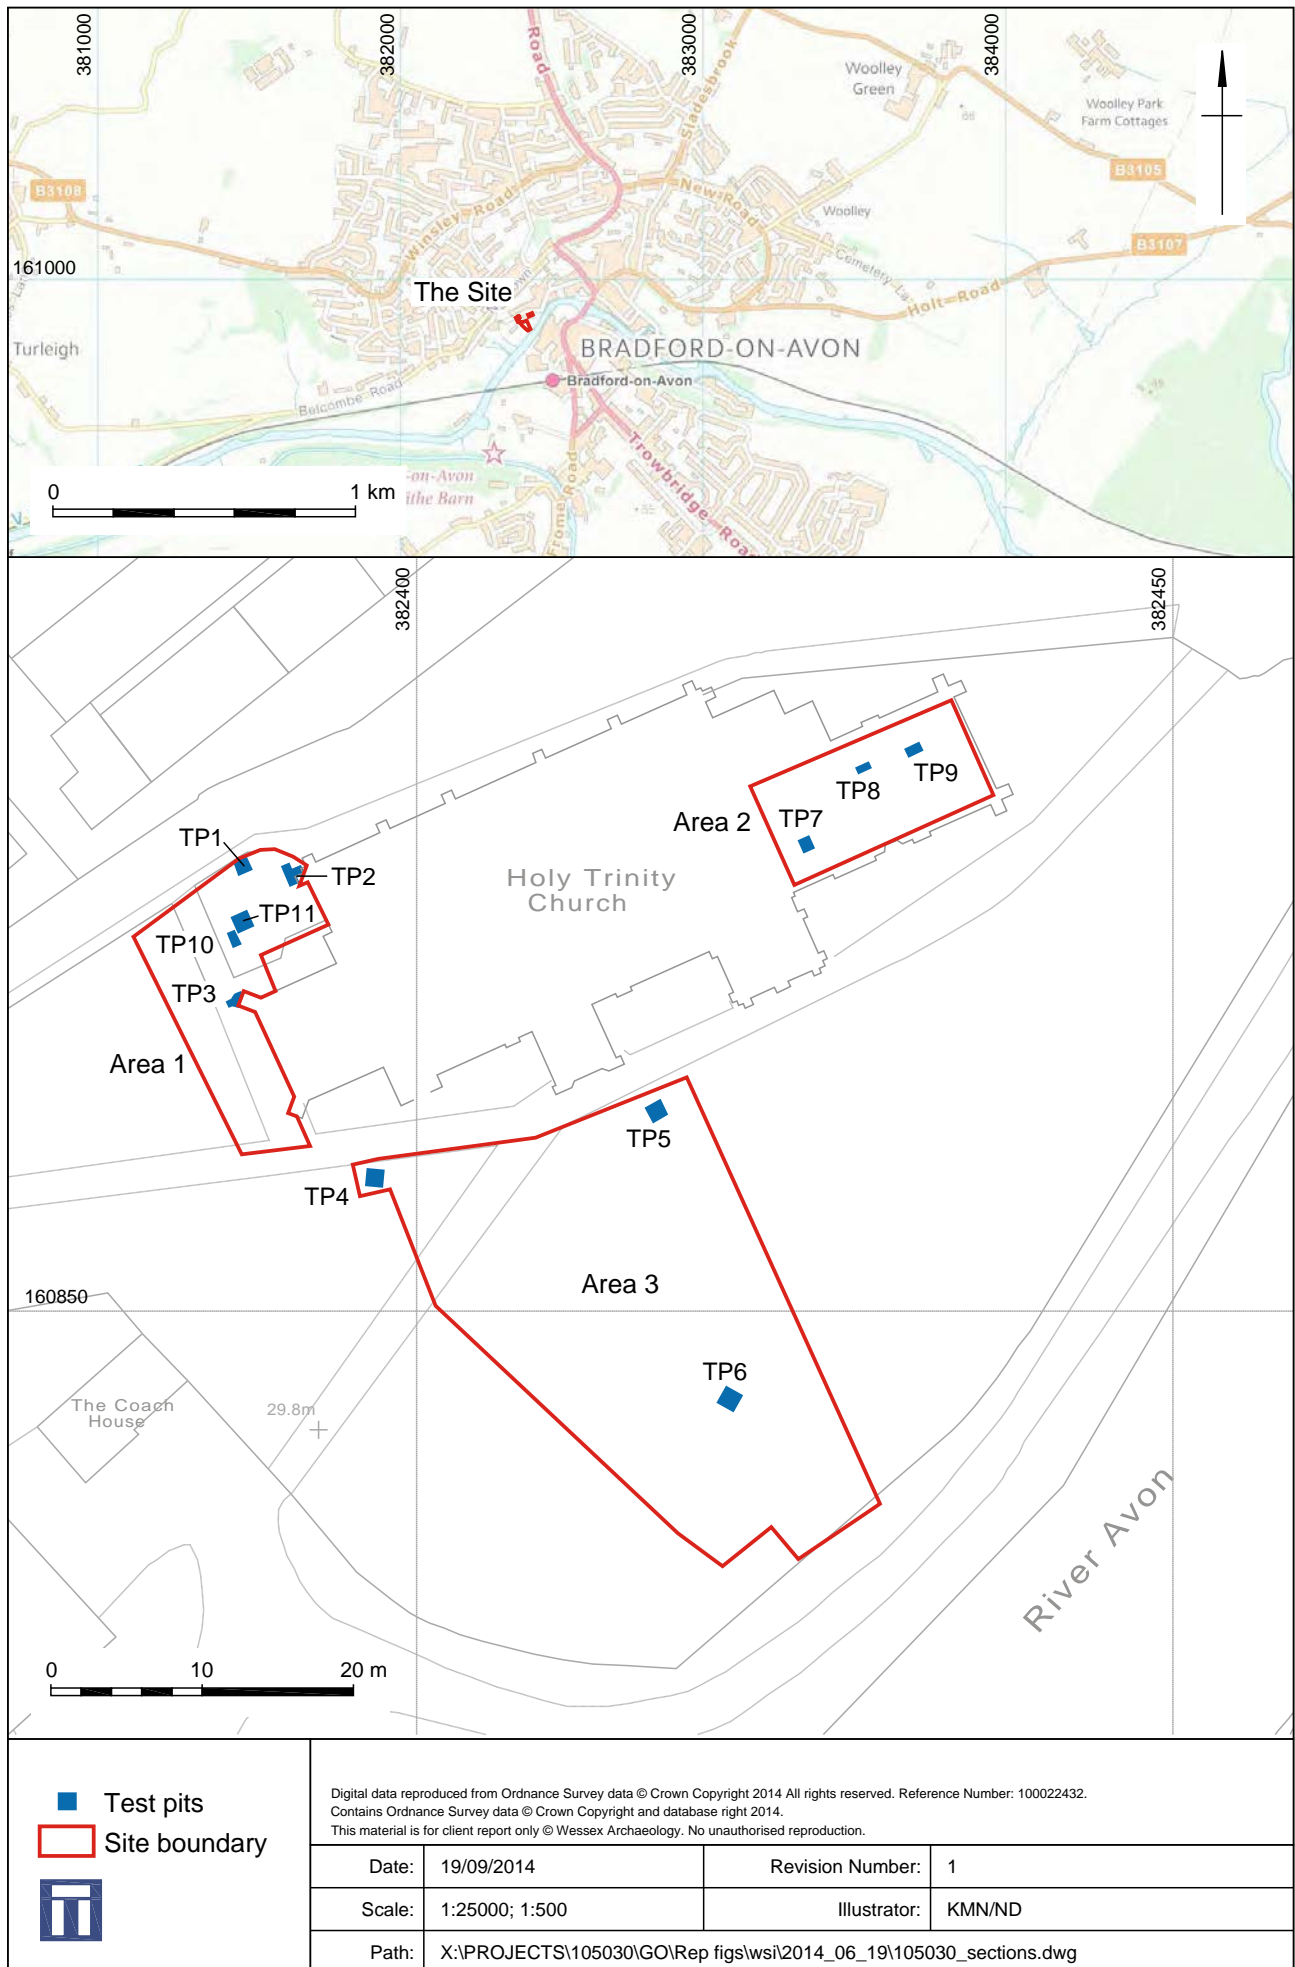 381000
382000
383000
384000
Road
Sladesbrook
Woolley
Green
66
Woolley Park
Farm Cottages
B3108
B3105
Winsley Road
New Road
Woolley
B3107
161000
Cemetery La
The Site
Holt Road
Turleigh
BRADFORD-ON-AVON
Bradford-on-Avon
Belcombe Road
Trowbridge Road
-on-Avon
ithe Barn
Frome Road
0 1 km
382400
382450
TP9
TP8
Area 2
TP7
TP1
TP2
Holy Trinity
Church
TP11
TP10
TP3
Area 1
TP5
TP4
Area 3
160850
TP6
The Coach
House
29.8m
River Avon
0 10 20 m
Test pits
Site boundary
Digital data reproduced from Ordnance Survey data © Crown Copyright 2014 All rights reserved. Reference Number: 100022432.
Contains Ordnance Survey data © Crown Copyright and database right 2014.
This material is for client report only © Wessex Archaeology. No unauthorised reproduction.
Date: 19/09/2014 Revision Number: 1
Scale: 1:25000; 1:500 Illustrator: KMN/ND
Path: X:\PROJECTS\105030\GO\Rep figs\wsi\2014_06_19\105030_sections.dwg